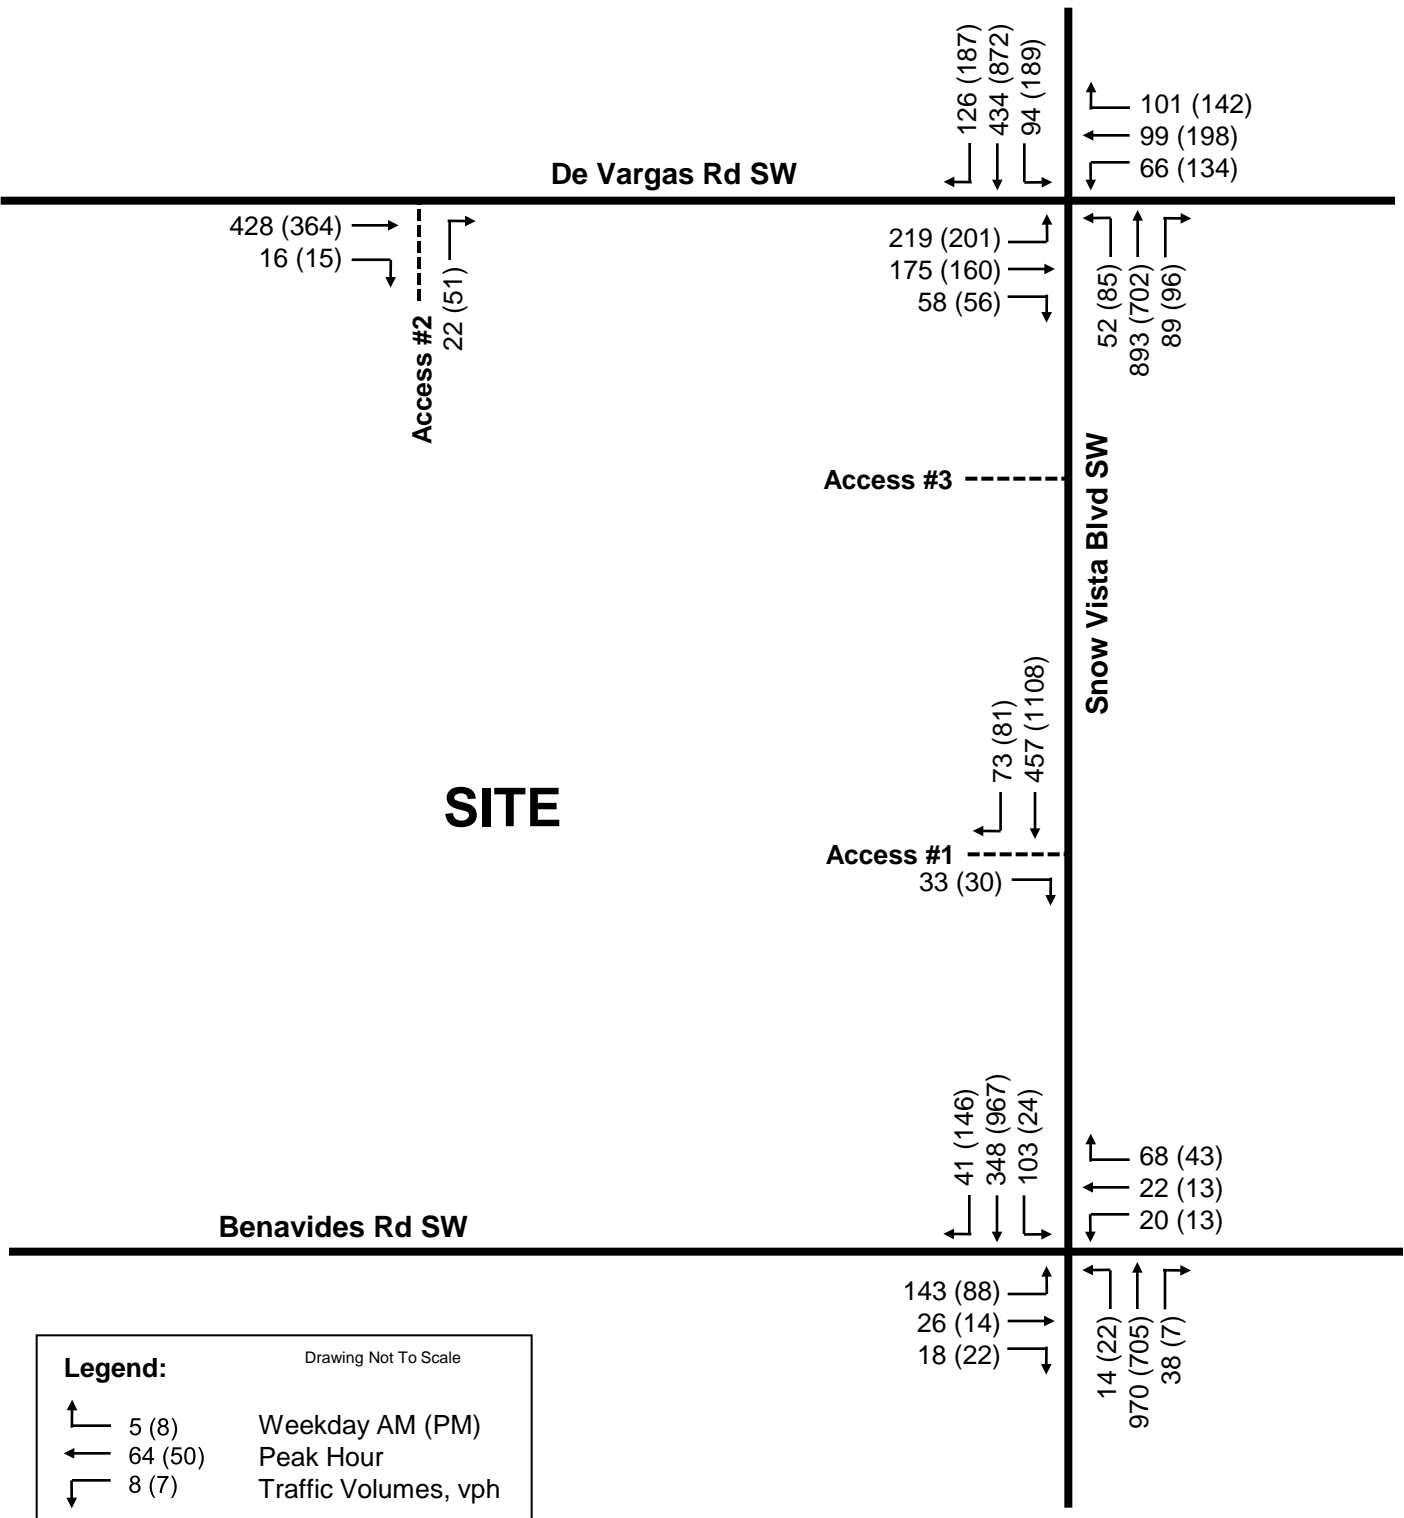 126 (187)
434 (872)
94 (189)
101 (142)
99 (198)
66 (134)
De Vargas Rd SW
428 (364)
16 (15)
22 (51)
Access #2
219 (201)
175 (160)
58 (56)
52 (85)
893 (702)
89 (96)
Access #3
Snow Vista Blvd SW
73 (81)
457 (1108)
SITE
Access #1
33 (30)
41 (146)
348 (967)
103 (24)
68 (43)
22 (13)
20 (13)
Benavides Rd SW
143 (88)
26 (14)
18 (22)
14 (22)
970 (705)
38 (7)
Legend:
Drawing Not To Scale
5 (8)
64 (50)
8 (7)
Weekday AM (PM)
Peak Hour
Traffic Volumes, vph